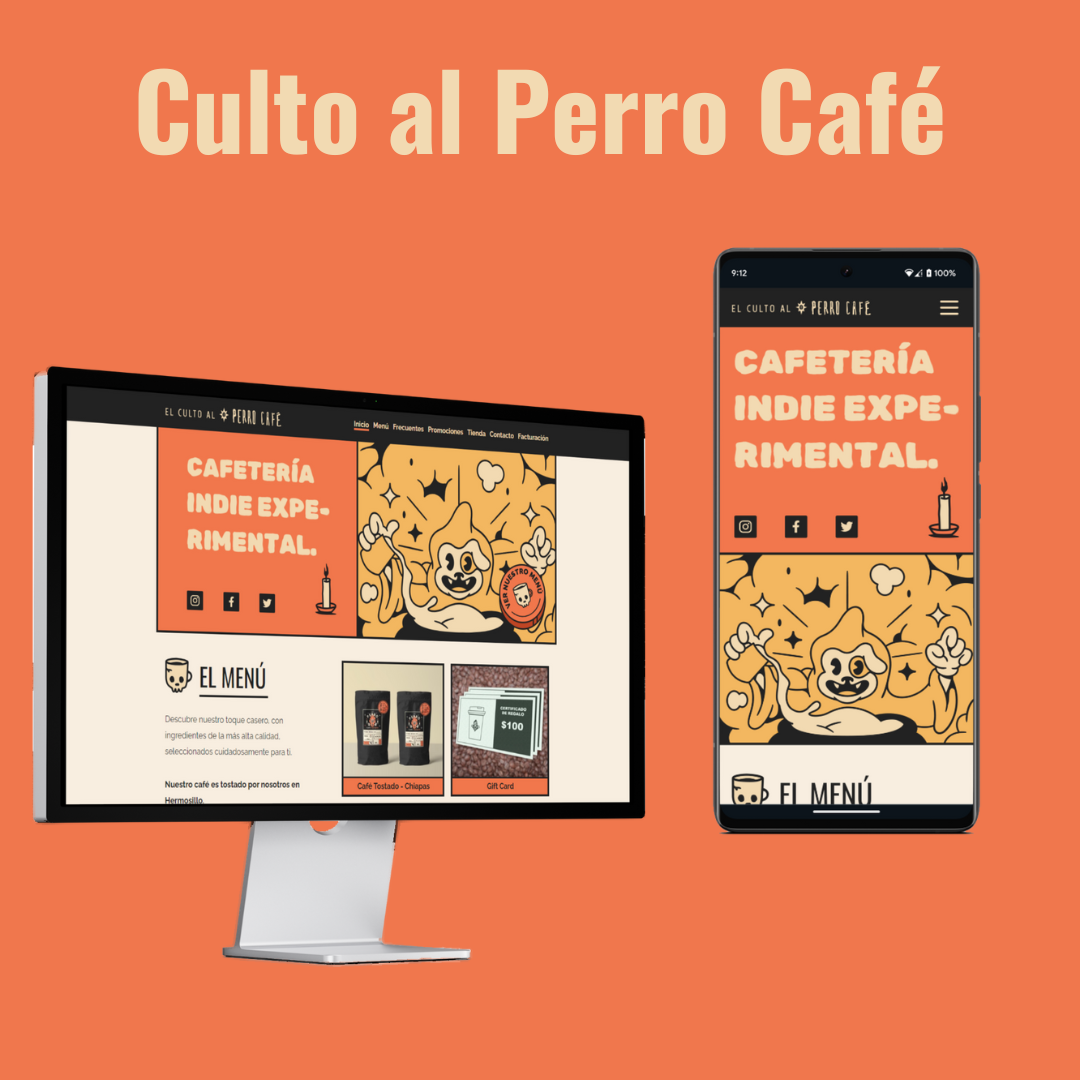 Culto al Perro Café
EL CULTO AL PERRO CAFÉ
Inicio Menú Frecuentes Promociones Tienda Contacto Facturación
CAFETERÍA
INDIE EXPE-
RIMENTAL.
VER NUESTRO MENÚ
EL MENÚ
Descubre nuestro toque casero, con
ingredientes de la más alta calidad,
seleccionados cuidadosamente para ti.
Nuestro café es tostado por nosotros en
Hermosillo.
CERTIFICADO
DE REGALO
$100
Café Tostado - Chiapas
Gift Card
9:12
100%
EL CULTO AL PERRO CAFÉ
CAFETERÍA
INDIE EXPE-
RIMENTAL.
EL MENÚ